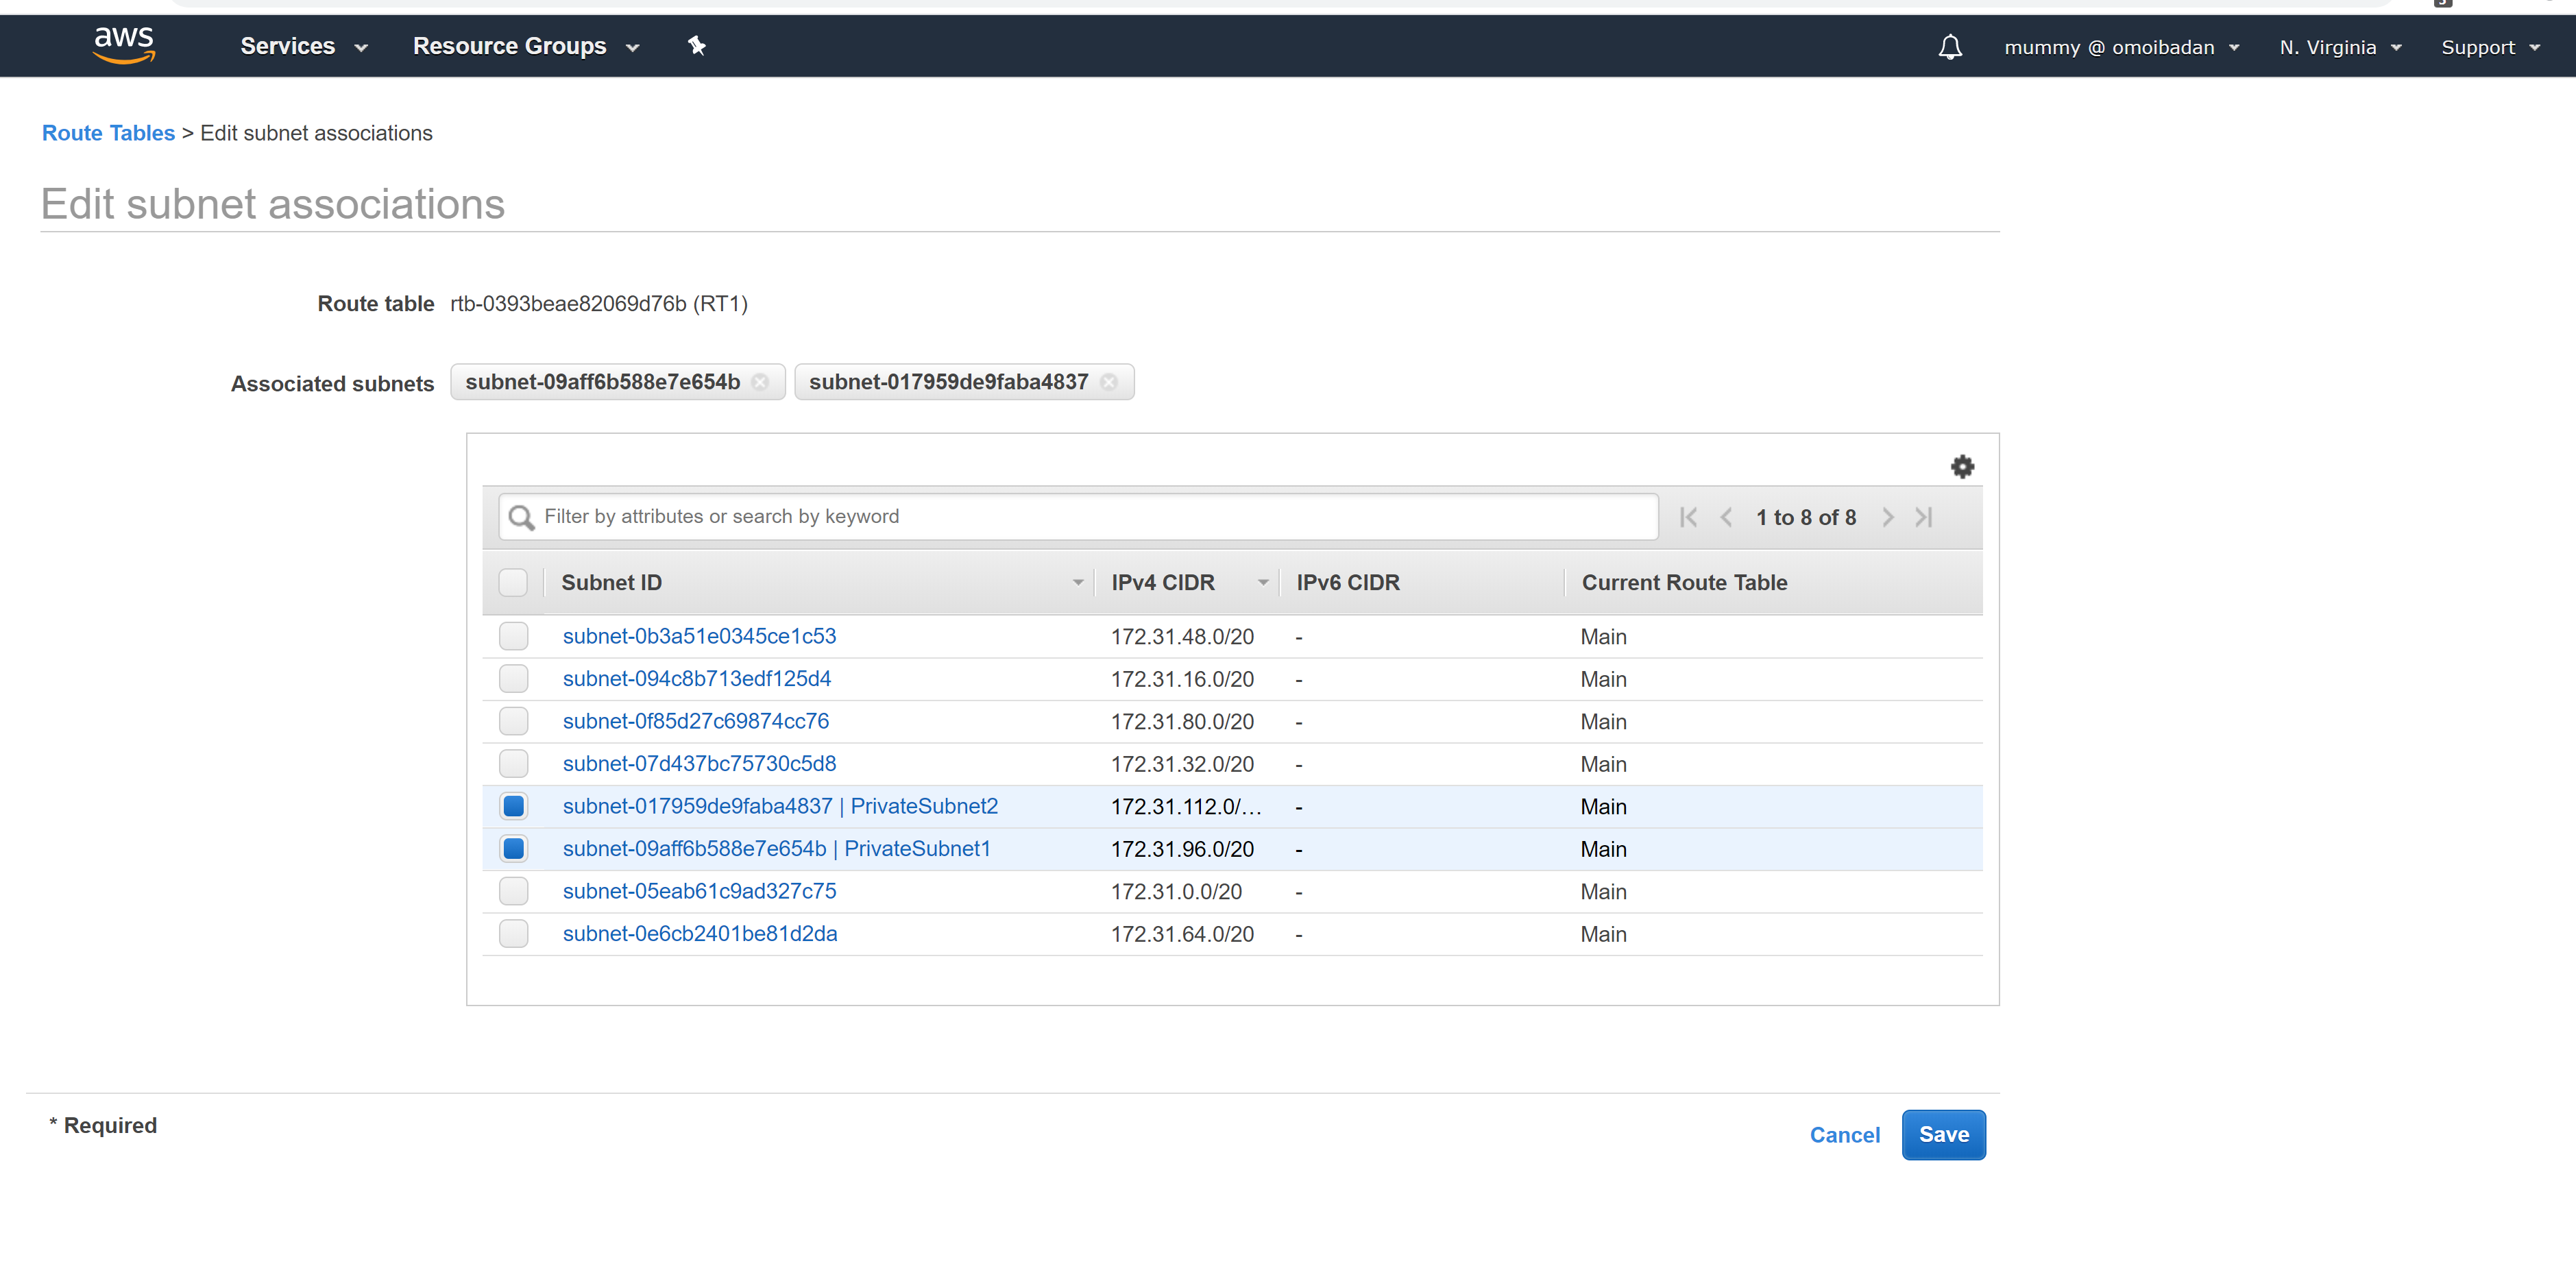 aws Services Resource Groups mummy @ omoibadan N. Virginia Support
Route Tables > Edit subnet associations
Edit subnet associations
Route table rtb-0393beae82069d76b (RT1)
Associated subnets subnet-09aff6b588e7e654b subnet-017959de9faba4837
Filter by attributes or search by keyword 1 to 8 of 8
Subnet ID IPv4 CIDR IPv6 CIDR Current Route Table
subnet-0b3a51e0345ce1c53 172.31.48.0/20 - Main
subnet-094c8b713edf125d4 172.31.16.0/20 - Main
subnet-0f85d27c69874cc76 172.31.80.0/20 - Main
subnet-07d437bc75730c5d8 172.31.32.0/20 - Main
subnet-017959de9faba4837 | PrivateSubnet2 172.31.112.0/... - Main
subnet-09aff6b588e7e654b | PrivateSubnet1 172.31.96.0/20 - Main
subnet-05eab61c9ad327c75 172.31.0.0/20 - Main
subnet-0e6cb2401be81d2da 172.31.64.0/20 - Main
* Required Cancel Save